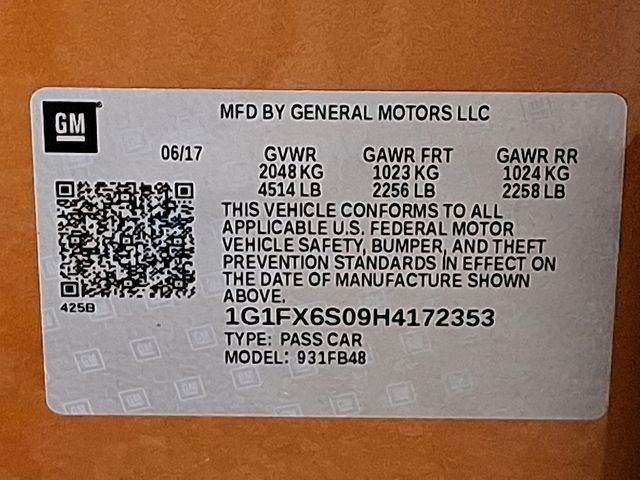 GM
MFD BY GENERAL MOTORS LLC
06/17 GVWR GAWR FRT GAWR RR
2048 KG 1023 KG 1024 KG
4514 LB 2256 LB 2258 LB
THIS VEHICLE CONFORMS TO ALL
APPLICABLE U.S. FEDERAL MOTOR
VEHICLE SAFETY, BUMPER, AND THEFT
PREVENTION STANDARDS IN EFFECT ON
THE DATE OF MANUFACTURE SHOWN
ABOVE.
425B
1G1FX6S09H4172353
TYPE: PASS CAR
MODEL: 931FB48